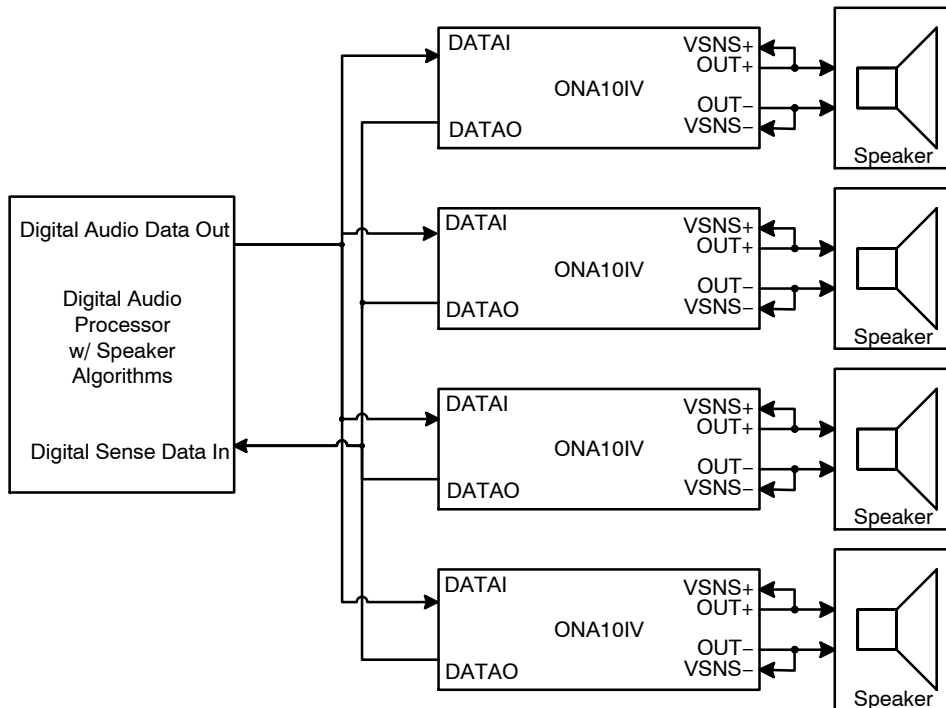 DATAI
VSNS+
OUT+
ONA10IV
OUT−
VSNS−
DATAO
Speaker
Digital Audio Data Out
Digital Audio
Processor
w/ Speaker
Algorithms
Digital Sense Data In
DATAI
VSNS+
OUT+
ONA10IV
OUT−
VSNS−
DATAO
Speaker
DATAI
VSNS+
OUT+
ONA10IV
OUT−
VSNS−
DATAO
Speaker
DATAI
VSNS+
OUT+
ONA10IV
OUT−
VSNS−
DATAO
Speaker